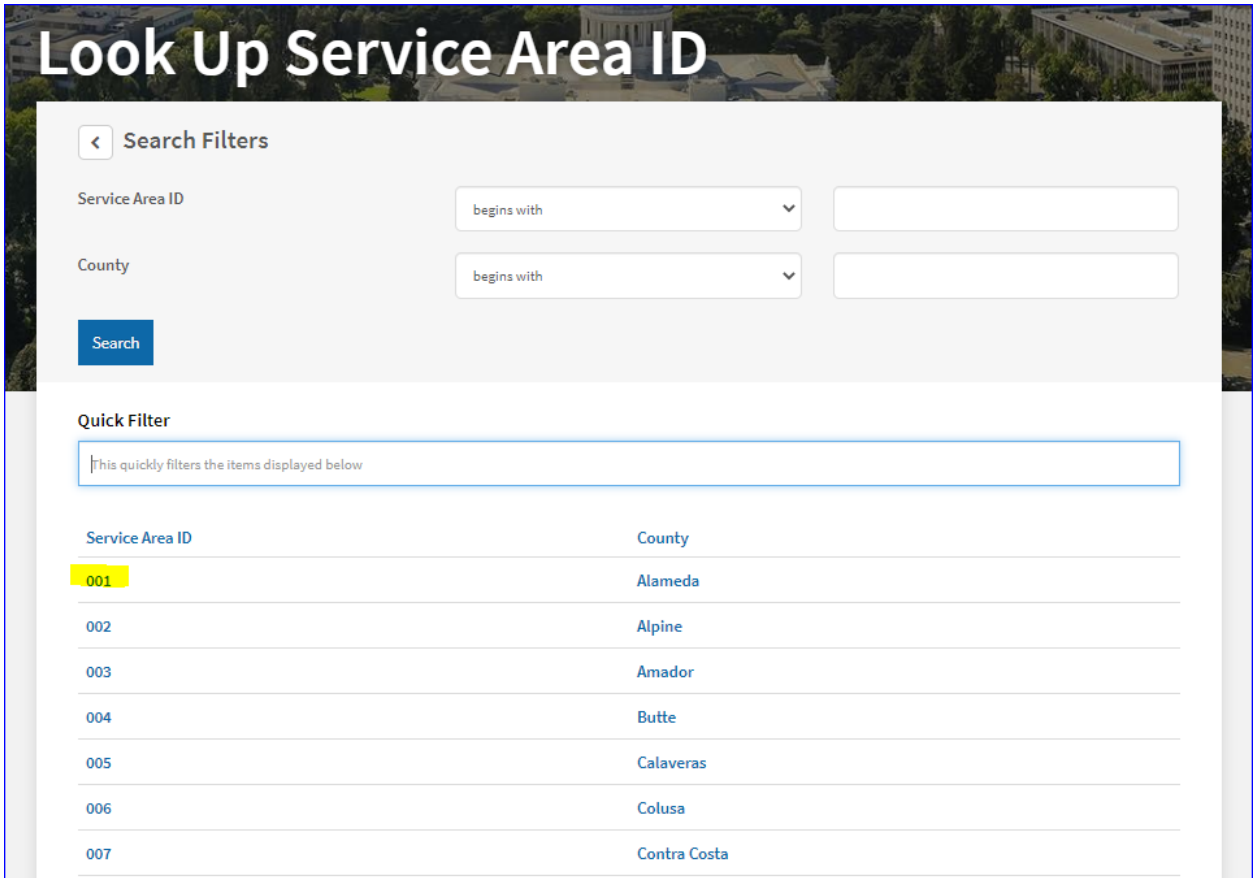 Look Up Service Area ID
Search Filters
Service Area ID begins with
County begins with
Search
Quick Filter
This quickly filters the items displayed below
Service Area ID County
001 Alameda
002 Alpine
003 Amador
004 Butte
005 Calaveras
006 Colusa
007 Contra Costa